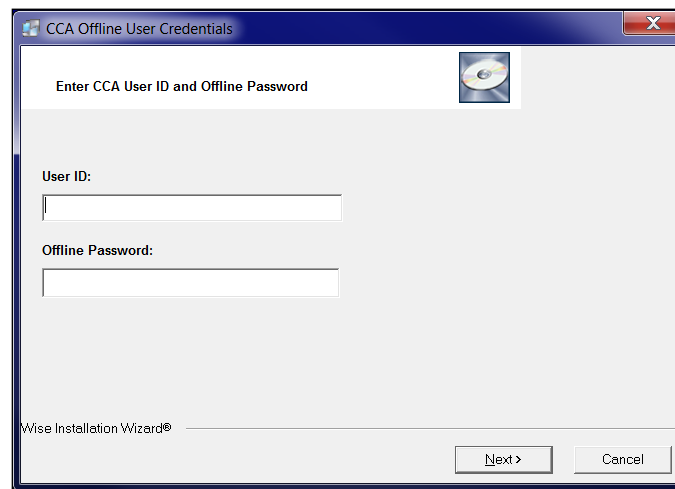 CCA Offline User Credentials
X
Enter CCA User ID and Offline Password
User ID:
Offline Password:
Wise Installation Wizard®
Next >
Cancel